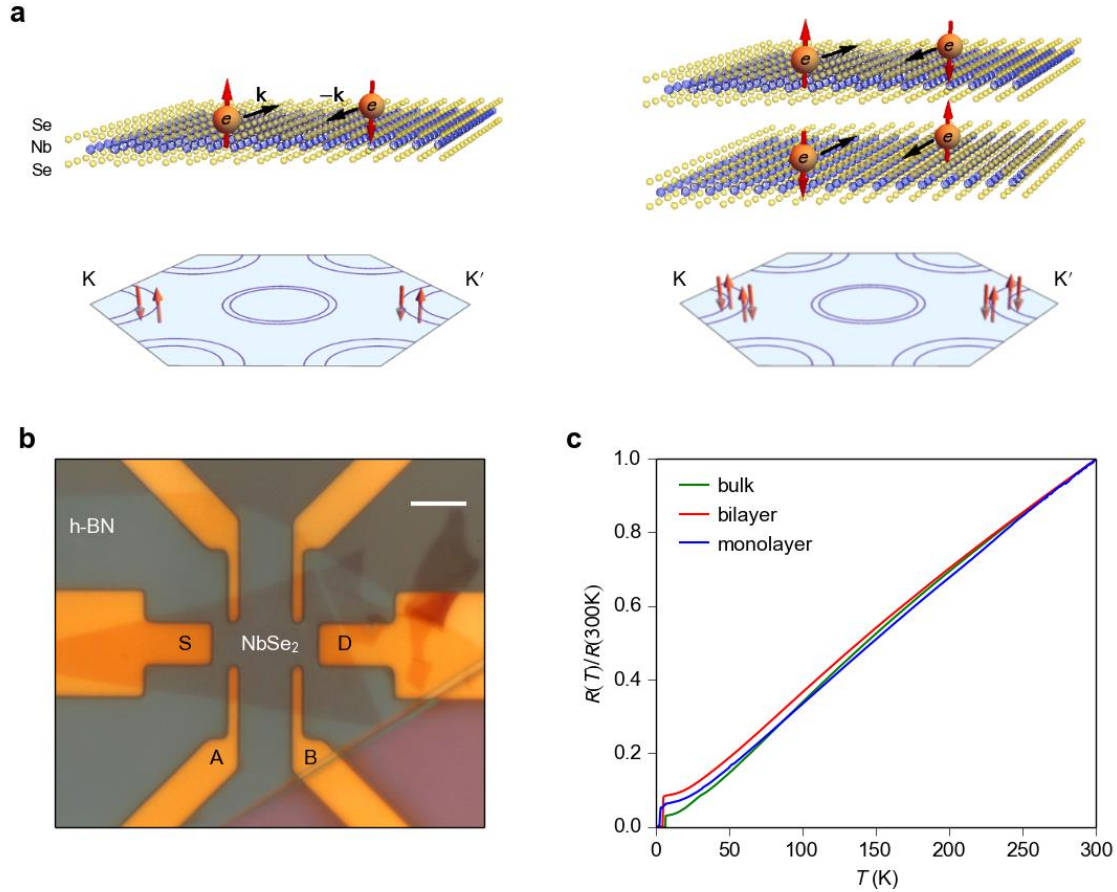 a
e
k
−k
e
Se
Nb
Se
e
e
e
e
K
K′
K
K′
b
h-BN
S
NbSe₂
D
A
B
c
1.0
0.8
0.6
0.4
0.2
0.0
R(T)/R(300K)
bulk
bilayer
monolayer
0
50
100
150
200
250
300
T (K)